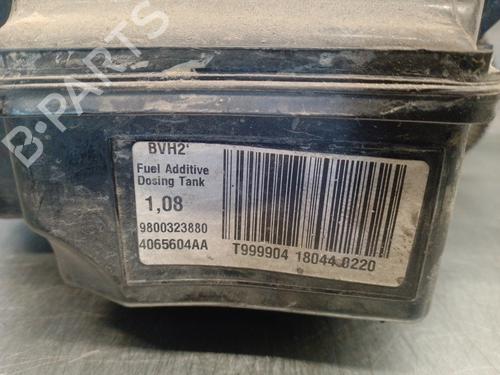 B-PARTS
BVH2'
Fuel Additive
Dosing Tank
1,08
9800323880
4065604AA
T999904 18044 0220